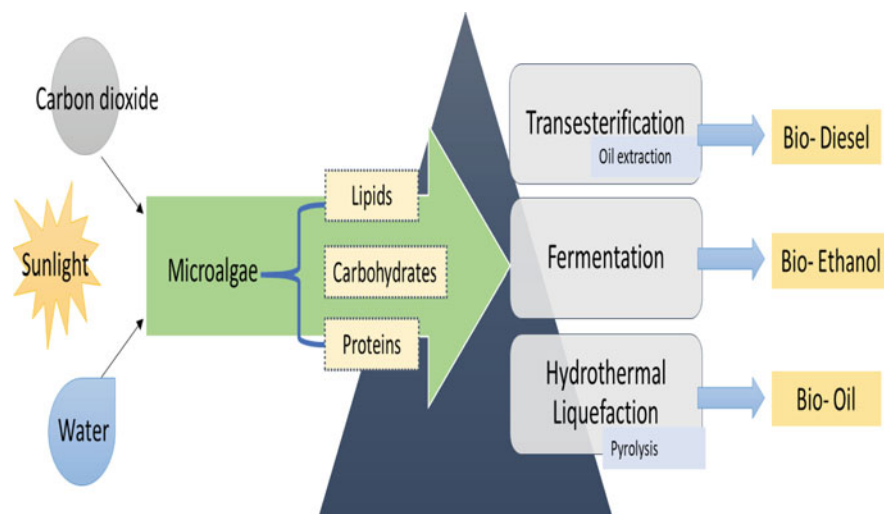 Carbon dioxide
Sunlight
Water
Microalgae
Lipids
Carbohydrates
Proteins
Transesterification
Oil extraction
Fermentation
Hydrothermal
Liquefaction
Pyrolysis
Bio- Diesel
Bio- Ethanol
Bio- Oil